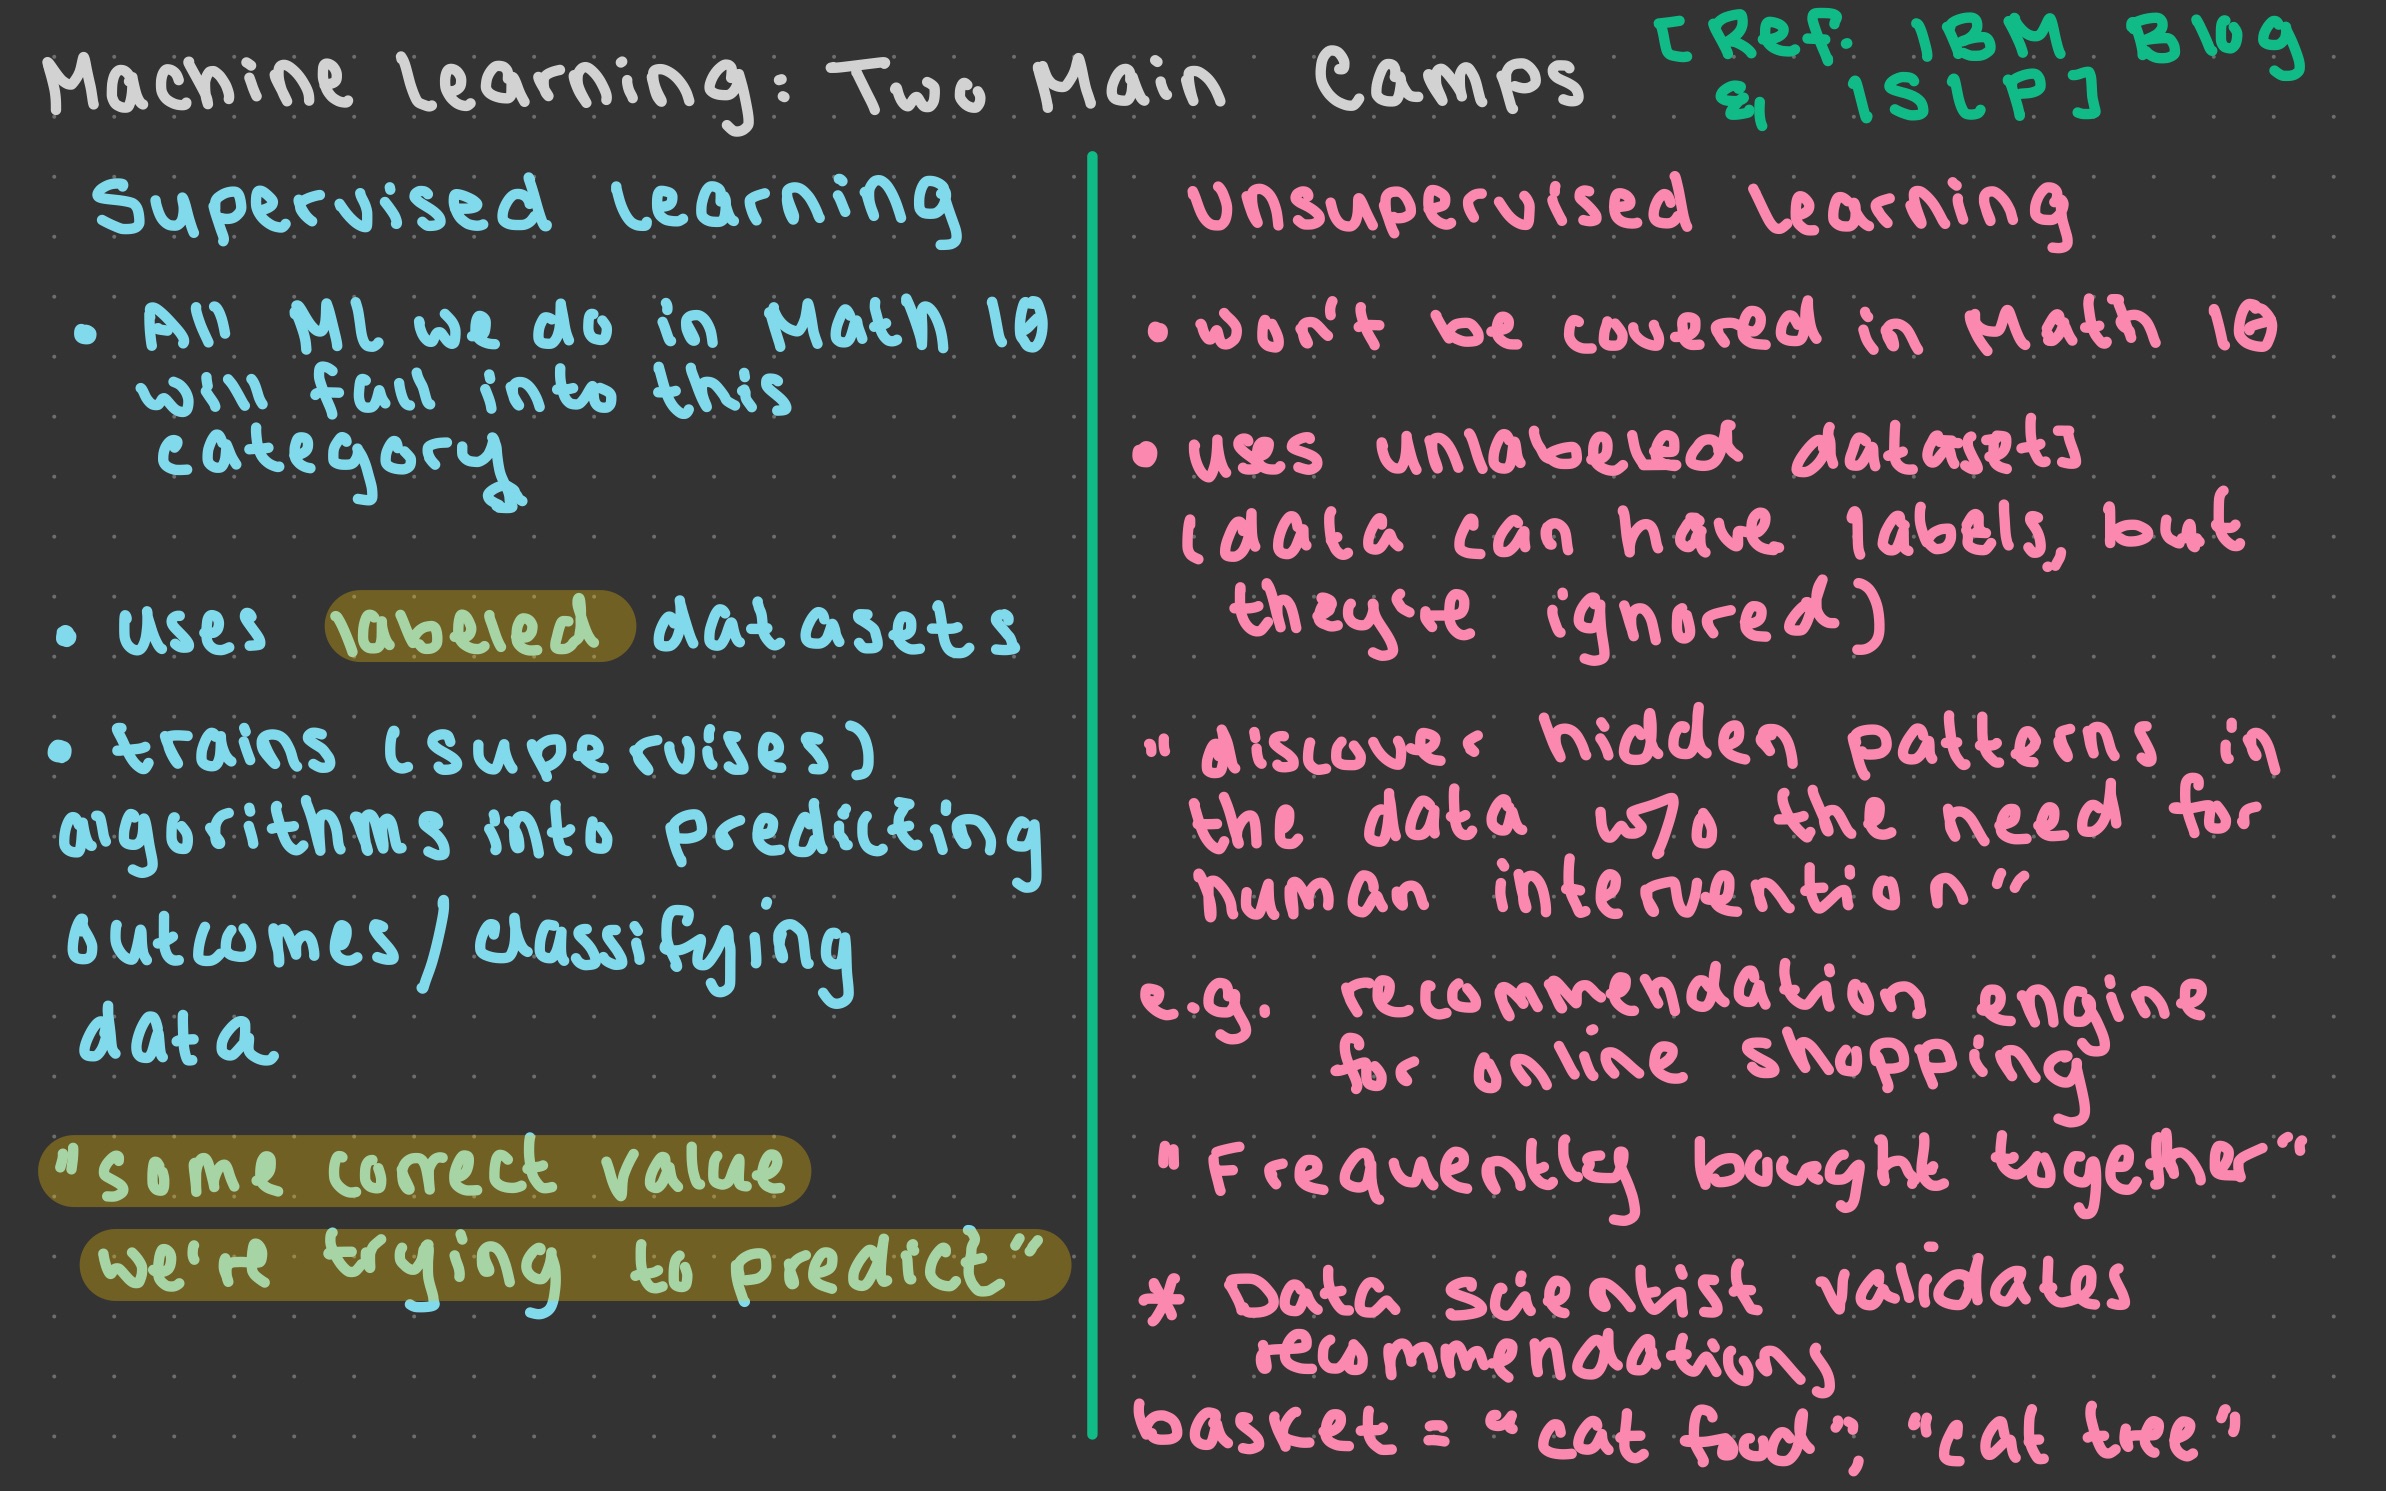 Machine Learning: Two Main Camps
[Ref: IBM Blog
& ISLP]
Supervised Learning
• All ML we do in Math 10
will fall into this
category
• Uses labeled datasets
• trains (supervises)
algorithms into predicting
outcomes/classifying
data
"some correct value
we're trying to predict"
Unsupervised Learning
• won't be covered in Math 10
• uses unlabeled datasets
(data can have labels, but
they're ignored)
"discover hidden patterns in
the data w/o the need for
human intervention"
e.g. recommendation engine
for online shopping
"Frequently bought together"
* Data scientist validates
recommendations
basket = "cat food", "cat tree"